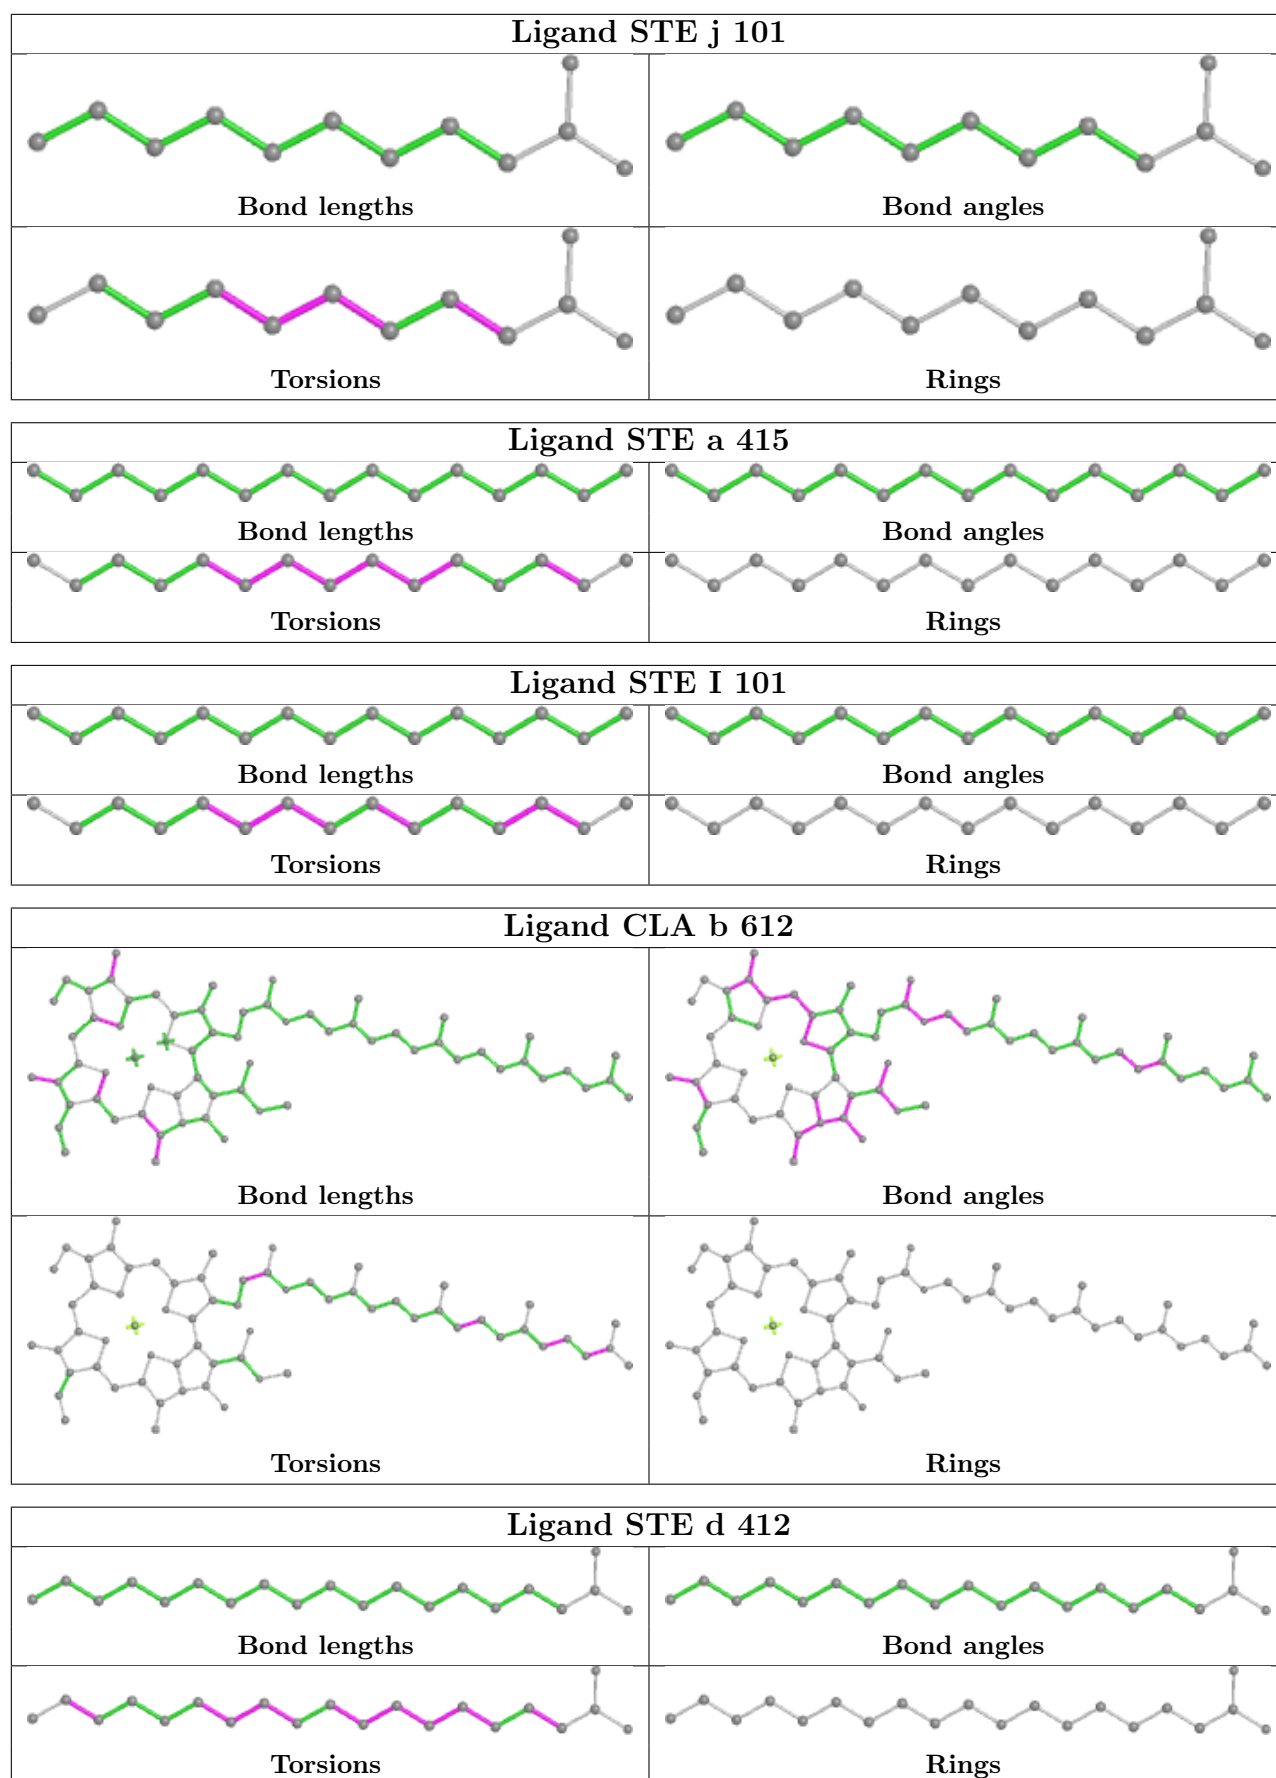 Ligand STE j 101
Bond lengths Bond angles
Torsions Rings
Ligand STE a 415
Bond lengths Bond angles
Torsions Rings
Ligand STE I 101
Bond lengths Bond angles
Torsions Rings
Ligand CLA b 612
Bond lengths Bond angles
Torsions Rings
Ligand STE d 412
Bond lengths Bond angles
Torsions Rings